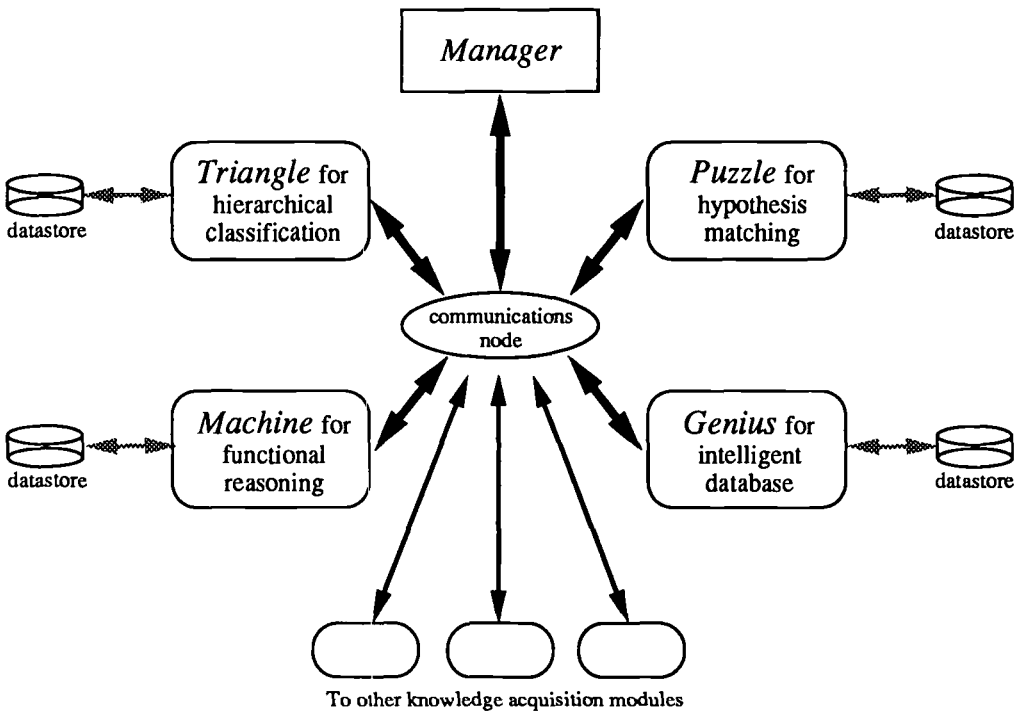 Manager
Triangle for
hierarchical
classification
datastore
Puzzle for
hypothesis
matching
datastore
communications
node
Machine for
functional
reasoning
datastore
Genius for
intelligent
database
datastore
To other knowledge acquisition modules